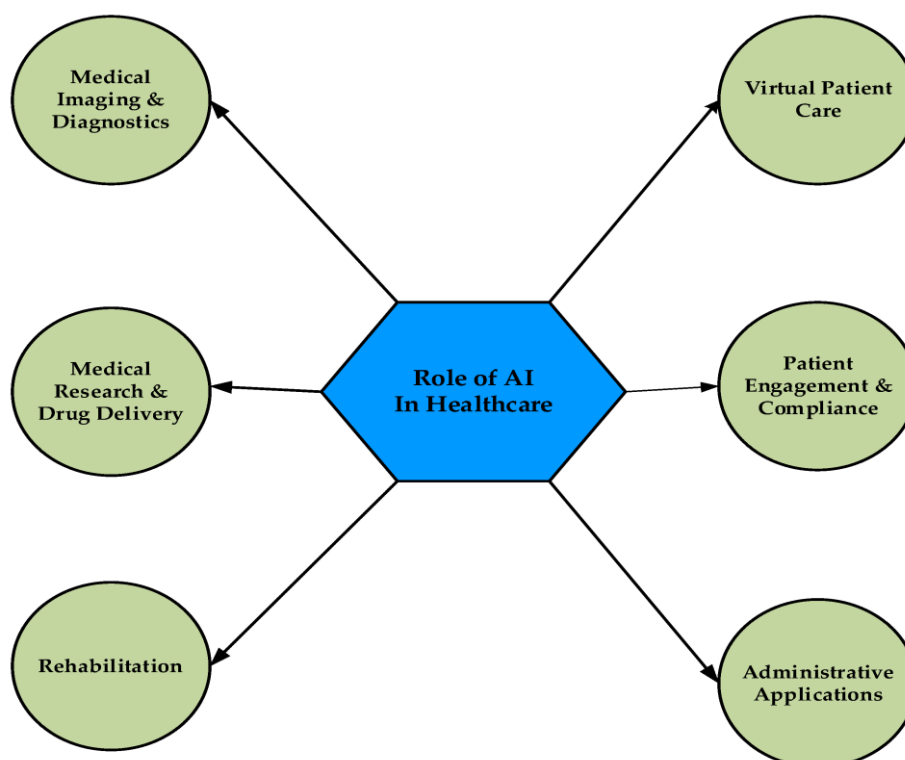 Medical
Imaging &
Diagnostics
Virtual Patient
Care
Medical
Research &
Drug Delivery
Role of AI
In Healthcare
Patient
Engagement &
Compliance
Rehabilitation
Administrative
Applications